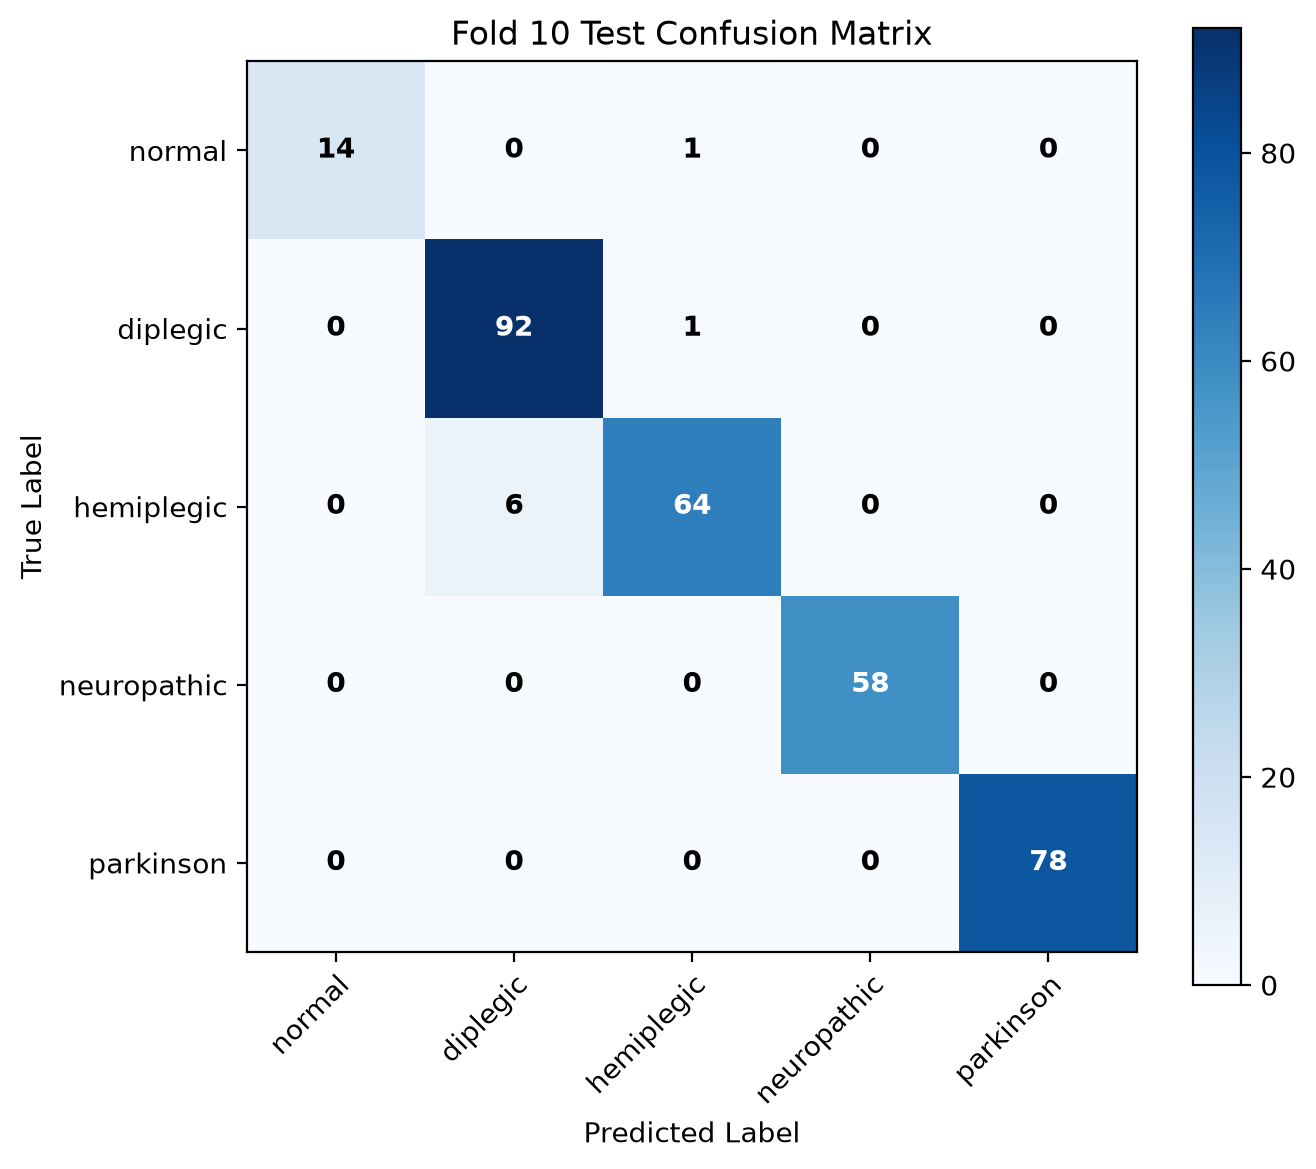 Fold 10 Test Confusion Matrix
normal 14 0 1 0 0
diplegic 0 92 1 0 0
hemiplegic 0 6 64 0 0
neuropathic 0 0 0 58 0
parkinson 0 0 0 0 78
normal diplegic hemiplegic neuropathic parkinson
Predicted Label
True Label
80
60
40
20
0